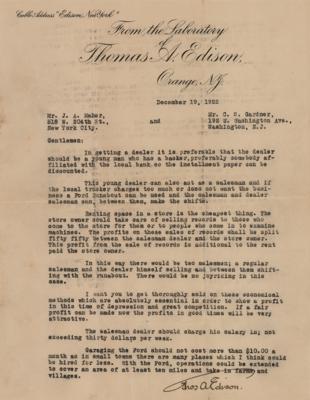 Cable Address "Edison, New York"
From the Laboratory
of
Thomas A. Edison,
Orange, N.J.
December 19, 1922
Mr. J. A. Maher,
218 W. 204th St.,
New York City.
and
Mr. C. S. Gardner,
192 W. Washington Ave.,
Washington, N.J.
Gentlemen:
In getting a dealer it is preferable that the dealer
should be a young man who has a backer, preferably somebody af-
filiated with the local bank so the installment paper can be
discounted.
This young dealer can also act as a salesman and if
the local trucker charges too much or does not want the busi-
ness a Ford Runabout can be used and the salesman and dealer
salesman can, between them, make the shifts.
Renting space in a store is the cheapest thing. The
store owner could take care of selling records to those who
come to the store for them or to people who come in to examine
machines. The profits on these sales of records shall be split
fifty fifty between the salesman dealer and the store owner.
This profit from the sale of records is additional to the rent
paid the store owner.
In this way there would be two salesmen; a regular
salesman and the dealer himself selling and between them shift-
ing with the runabout. There would be no jayriding in this
case.
I want you to get thoroughly sold on these economical
methods which are absolutely essential in order to show a profit
in this time of depression and great competition. If a fair
profit can be made now the profits in good times will be very
attractive.
The salesman dealer should charge his salary in; not
exceeding thirty dollars per week.
Garaging the Ford should not cost more than $10.00 a
month as in small towns there are many places which I think could
be hired for less. With the Ford, operations could be extended
to cover an area of at least ten miles and take in farms and
villages.
Thos A Edison.